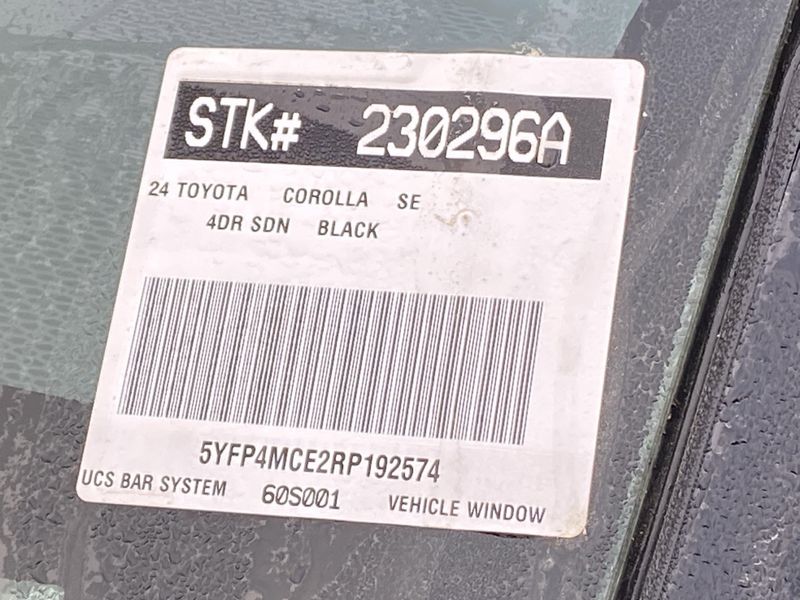 STK# 230296A
24 TOYOTA COROLLA SE
4DR SDN BLACK
5YFP4MCE2RP192574
UCS BAR SYSTEM 60S001 VEHICLE WINDOW